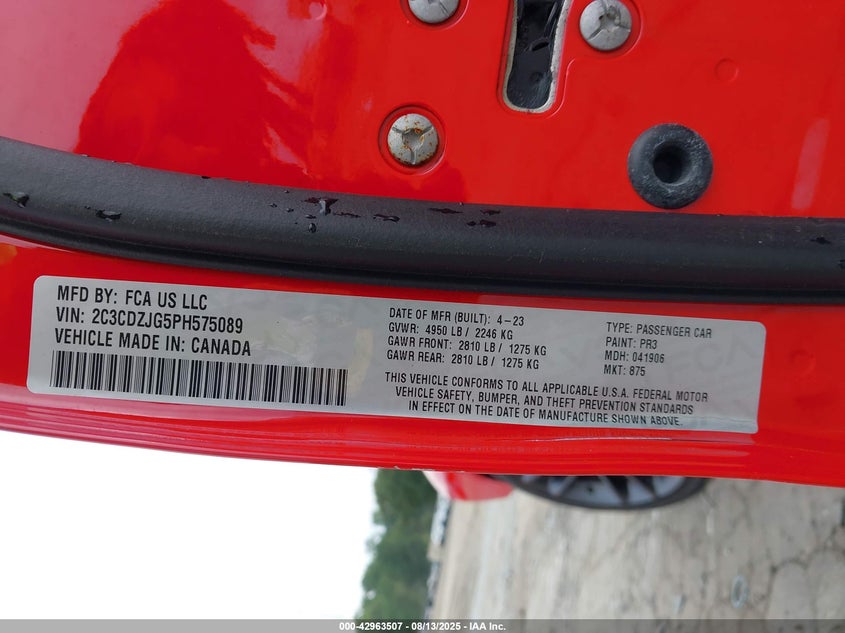 MFD BY: FCA US LLC
VIN: 2C3CDZJG5PH575089
VEHICLE MADE IN: CANADA
DATE OF MFR (BUILT): 4-23
GVWR: 4950 LB / 2246 KG
GAWR FRONT: 2810 LB / 1275 KG
GAWR REAR: 2810 LB / 1275 KG
TYPE: PASSENGER CAR
PAINT: PR3
MDH: 041906
MKT: 875
THIS VEHICLE CONFORMS TO ALL APPLICABLE U.S.A. FEDERAL MOTOR
VEHICLE SAFETY, BUMPER, AND THEFT PREVENTION STANDARDS
IN EFFECT ON THE DATE OF MANUFACTURE SHOWN ABOVE.
000-42963507 - 08/13/2025 - IAA Inc.